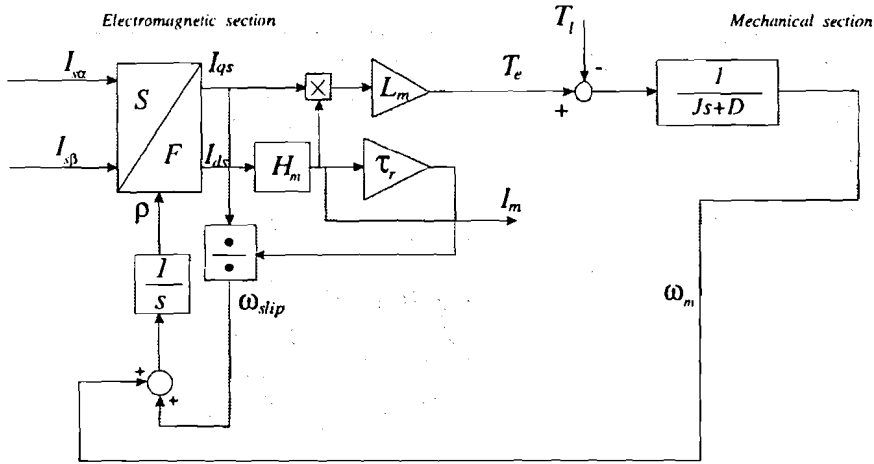 Electromagnetic section
Mechanical section
T_l
I_sα
I_qs
S
×
L_m
T_e
-
+
1
Js+D
I_sβ
F
I_ds
H_m
τ_r
ρ
I_m
1
s
÷
ω_slip
ω_m
+
+